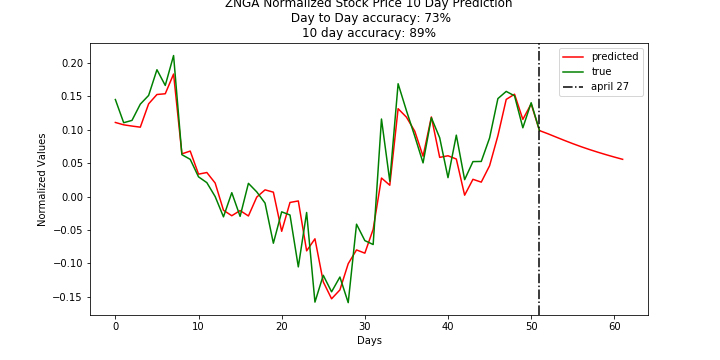 ZNGA Normalized Stock Price 10 Day Prediction
Day to Day accuracy: 73%
10 day accuracy: 89%
predicted
true
april 27
Normalized Values
0.20
0.15
0.10
0.05
0.00
−0.05
−0.10
−0.15
0 10 20 30 40 50 60
Days